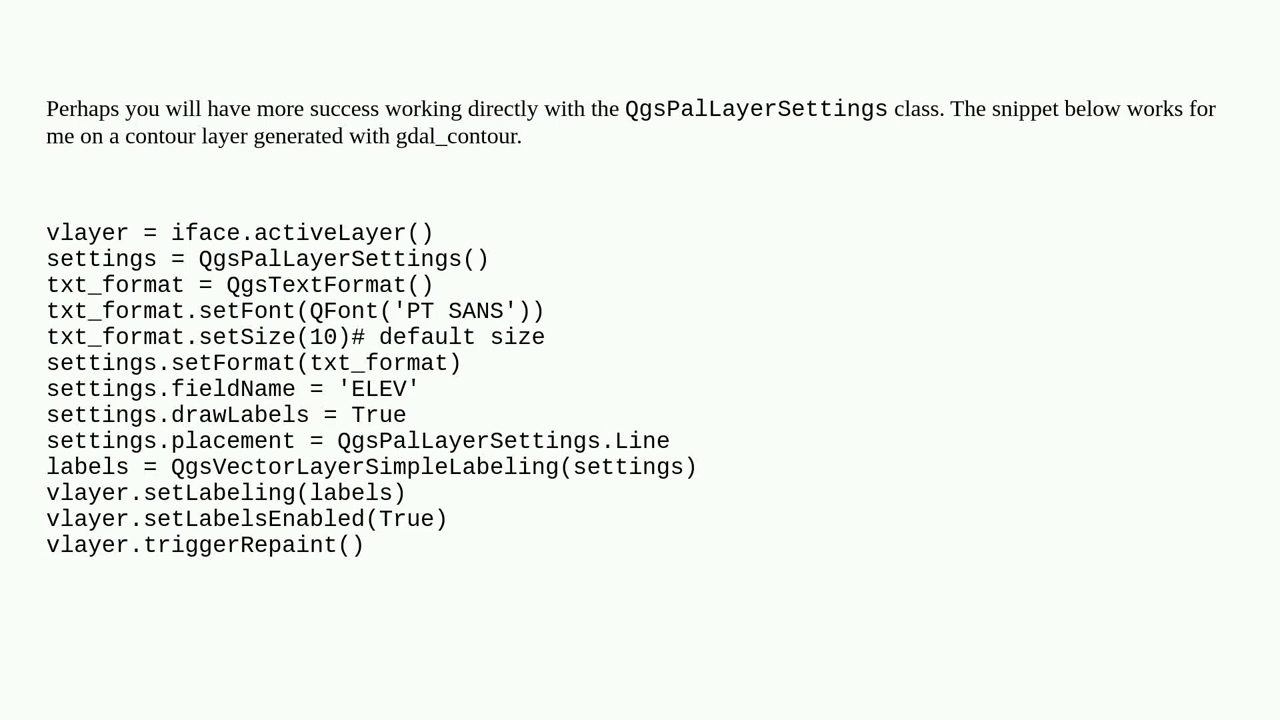 Perhaps you will have more success working directly with the QgsPalLayerSettings class. The snippet below works for
me on a contour layer generated with gdal_contour.
vlayer = iface.activeLayer()
settings = QgsPalLayerSettings()
txt_format = QgsTextFormat()
txt_format.setFont(QFont('PT SANS'))
txt_format.setSize(10)# default size
settings.setFormat(txt_format)
settings.fieldName = 'ELEV'
settings.drawLabels = True
settings.placement = QgsPalLayerSettings.Line
labels = QgsVectorLayerSimpleLabeling(settings)
vlayer.setLabeling(labels)
vlayer.setLabelsEnabled(True)
vlayer.triggerRepaint()